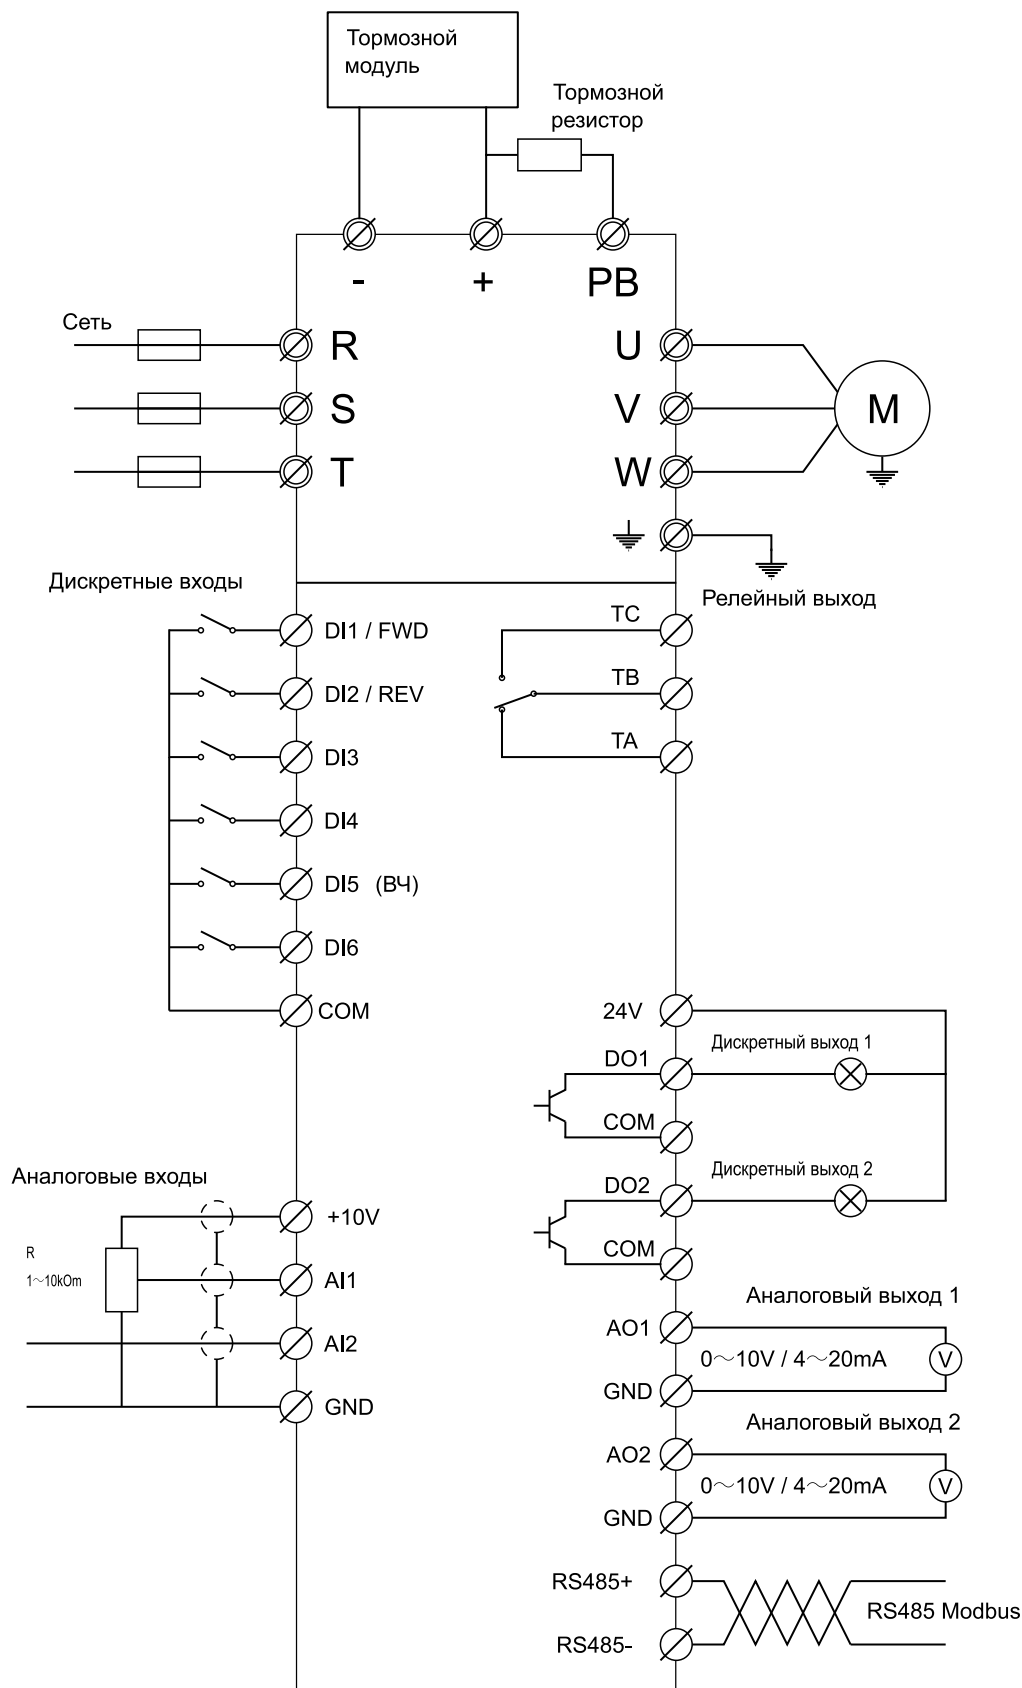 Тормозной
модуль
Тормозной
резистор
- + PB
Сеть
R U
S V M
T W
Дискретные входы
Релейный выход
DI1 / FWD TC
DI2 / REV TB
DI3 TA
DI4
DI5 (ВЧ)
DI6
COM 24V
Дискретный выход 1
DO1
COM
Аналоговые входы
Дискретный выход 2
DO2
+10V
R
COM
1~10kOm
AI1
Аналоговый выход 1
AO1
AI2
0~10V / 4~20mA V
GND GND
Аналоговый выход 2
AO2
0~10V / 4~20mA V
GND
RS485+
RS485 Modbus
RS485-